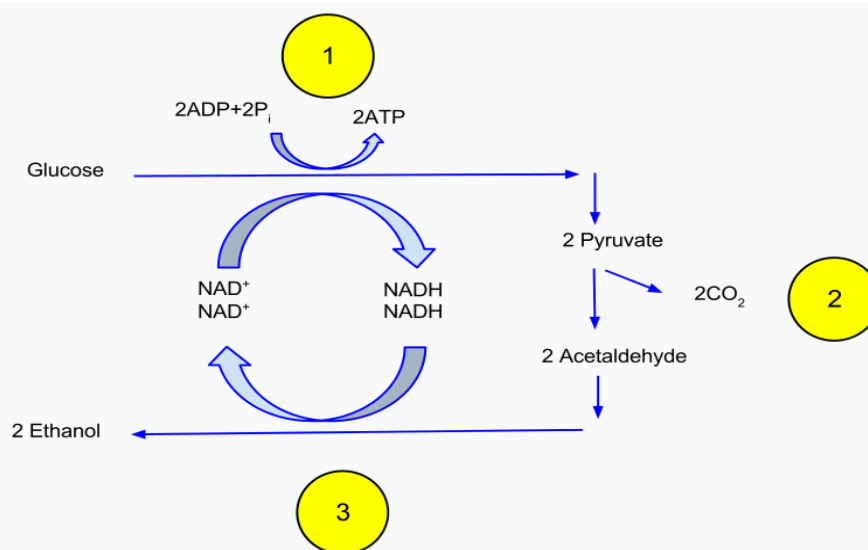 1
2ADP+2Pi
2ATP
Glucose
2 Pyruvate
NAD+
NAD+
NADH
NADH
2CO2
2
2 Acetaldehyde
2 Ethanol
3